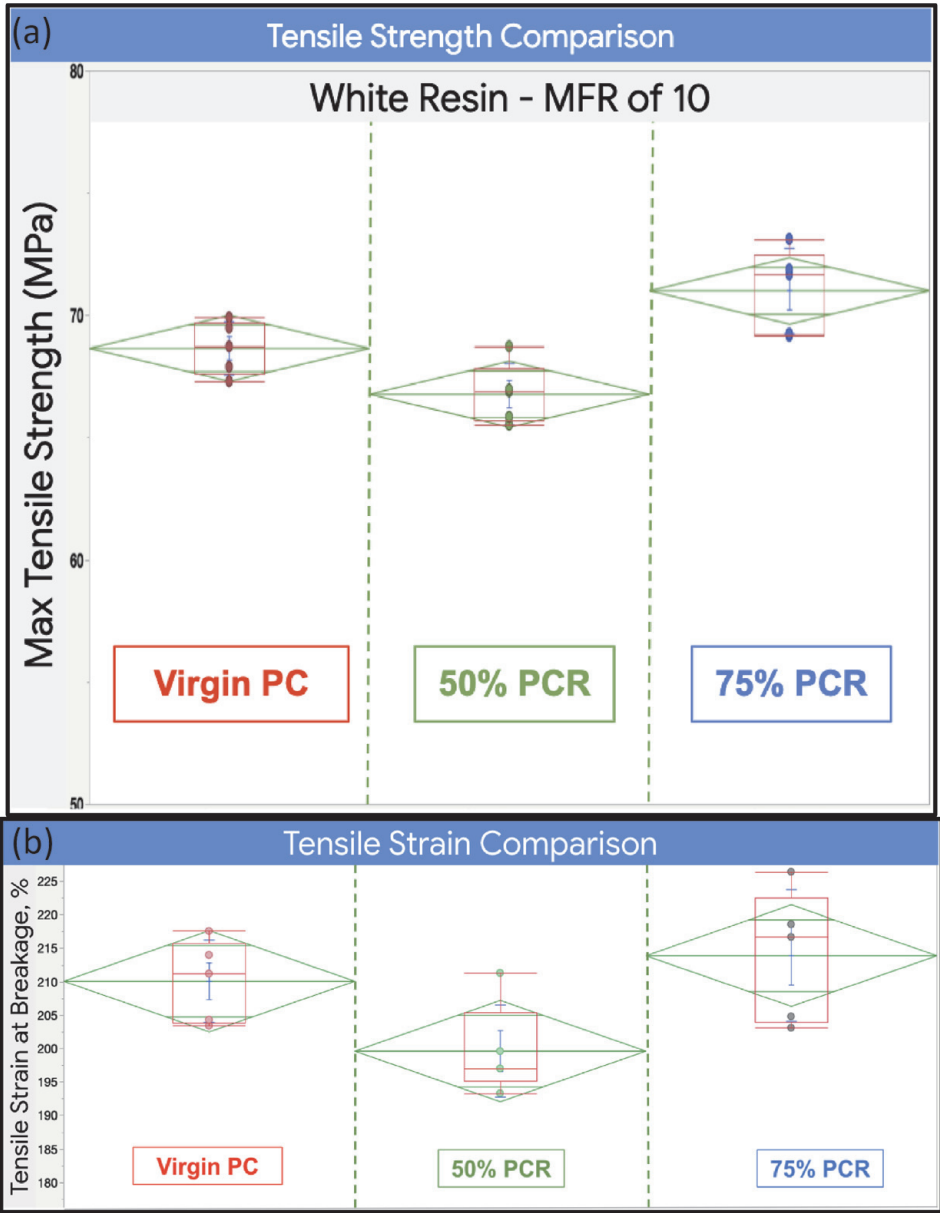 (a)
Tensile Strength Comparison
White Resin - MFR of 10
Max Tensile Strength (MPa)
80
70
60
50
Virgin PC
50% PCR
75% PCR
(b)
Tensile Strain Comparison
Tensile Strain at Breakage, %
225
220
215
210
205
200
195
190
185
180
Virgin PC
50% PCR
75% PCR